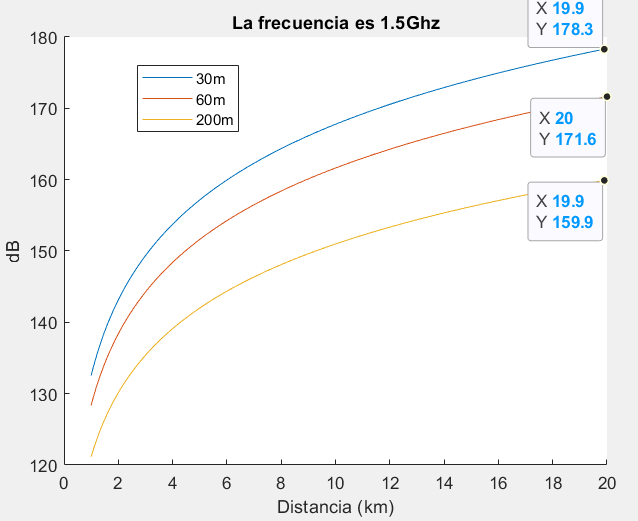 La frecuencia es 1.5Ghz
X 19.9
Y 178.3
30m
60m
200m
X 20
Y 171.6
X 19.9
Y 159.9
180
170
160
150
140
130
120
dB
0 2 4 6 8 10 12 14 16 18 20
Distancia (km)